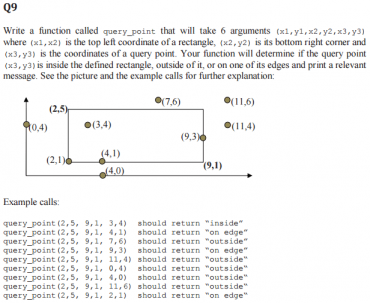 Q9
Write a function called query_point that will take 6 arguments (x1,y1,x2,y2,x3,y3)
where (x1,x2) is the top left coordinate of a rectangle, (x2,y2) is its bottom right corner and
(x3,y3) is the coordinates of a query point. Your function will determine if the query point
(x3,y3) is inside the defined rectangle, outside of it, or on one of its edges and print a relevant
message. See the picture and the example calls for further explanation:
(7,6)
(11,6)
(2,5)
(0,4)
(3,4)
(11,4)
(9,3)
(2,1)
(4,1)
(9,1)
(4,0)
Example calls:
query_point(2,5, 9,1, 3,4) should return "inside"
query_point(2,5, 9,1, 4,1) should return "on edge"
query_point(2,5, 9,1, 7,6) should return "outside"
query_point(2,5, 9,1, 9,3) should return "on edge"
query_point(2,5, 9,1, 11,4) should return "outside"
query_point(2,5, 9,1, 0,4) should return "outside"
query_point(2,5, 9,1, 4,0) should return "outside"
query_point(2,5, 9,1, 11,6) should return "outside"
query_point(2,5, 9,1, 2,1) should return "on edge"